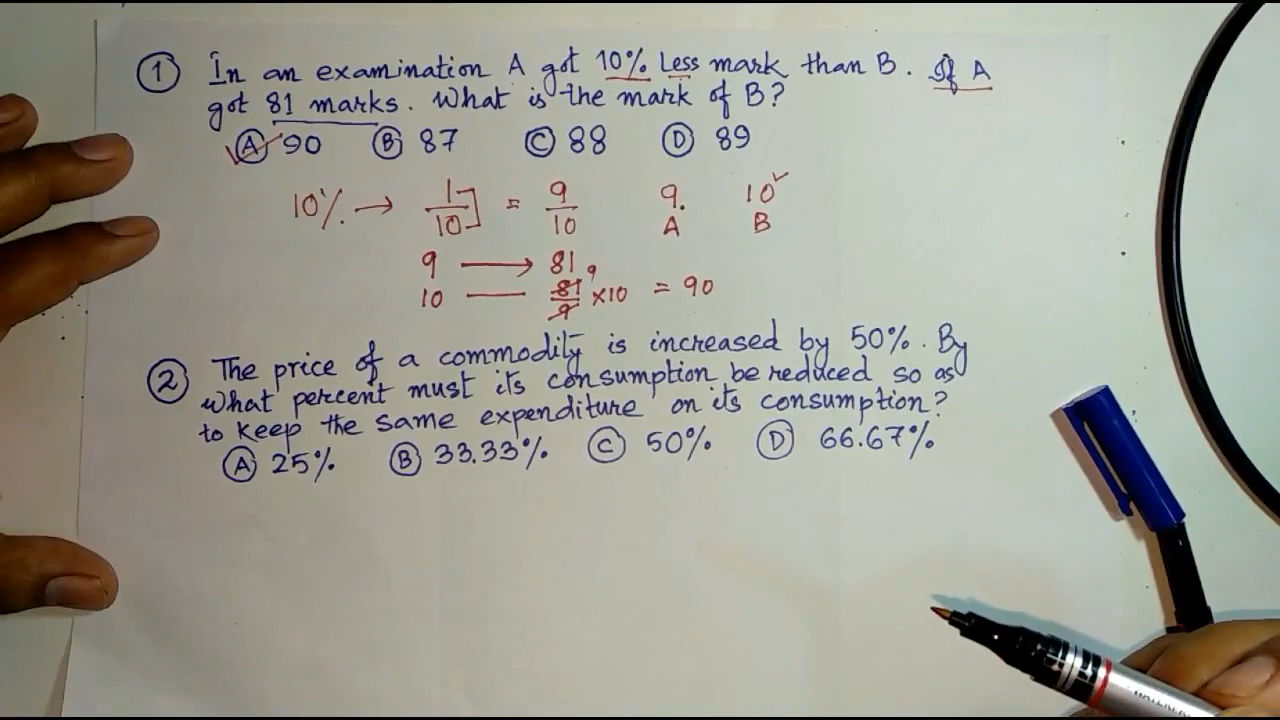 ① In an examination A got 10% Less mark than B. If A
got 81 marks. What is the mark of B?
Ⓐ 90 Ⓑ 87 Ⓒ 88 Ⓓ 89
10% → 1/10 = 9/10 9 10
A B
9 → 81
10 — 81/9 9 ×10 = 90
② The price of a commodity is increased by 50%. By
what percent must its consumption be reduced so as
to keep the same expenditure on its consumption?
Ⓐ 25% Ⓑ 33.33% Ⓒ 50% Ⓓ 66.67%